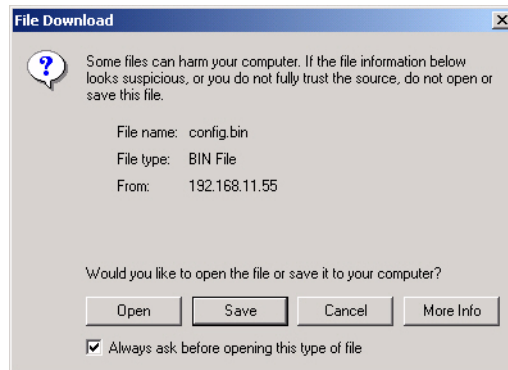 File Download
Some files can harm your computer. If the file information below
looks suspicious, or you do not fully trust the source, do not open or
save this file.
File name: config.bin
File type: BIN File
From: 192.168.11.55
Would you like to open the file or save it to your computer?
Open Save Cancel More Info
Always ask before opening this type of file